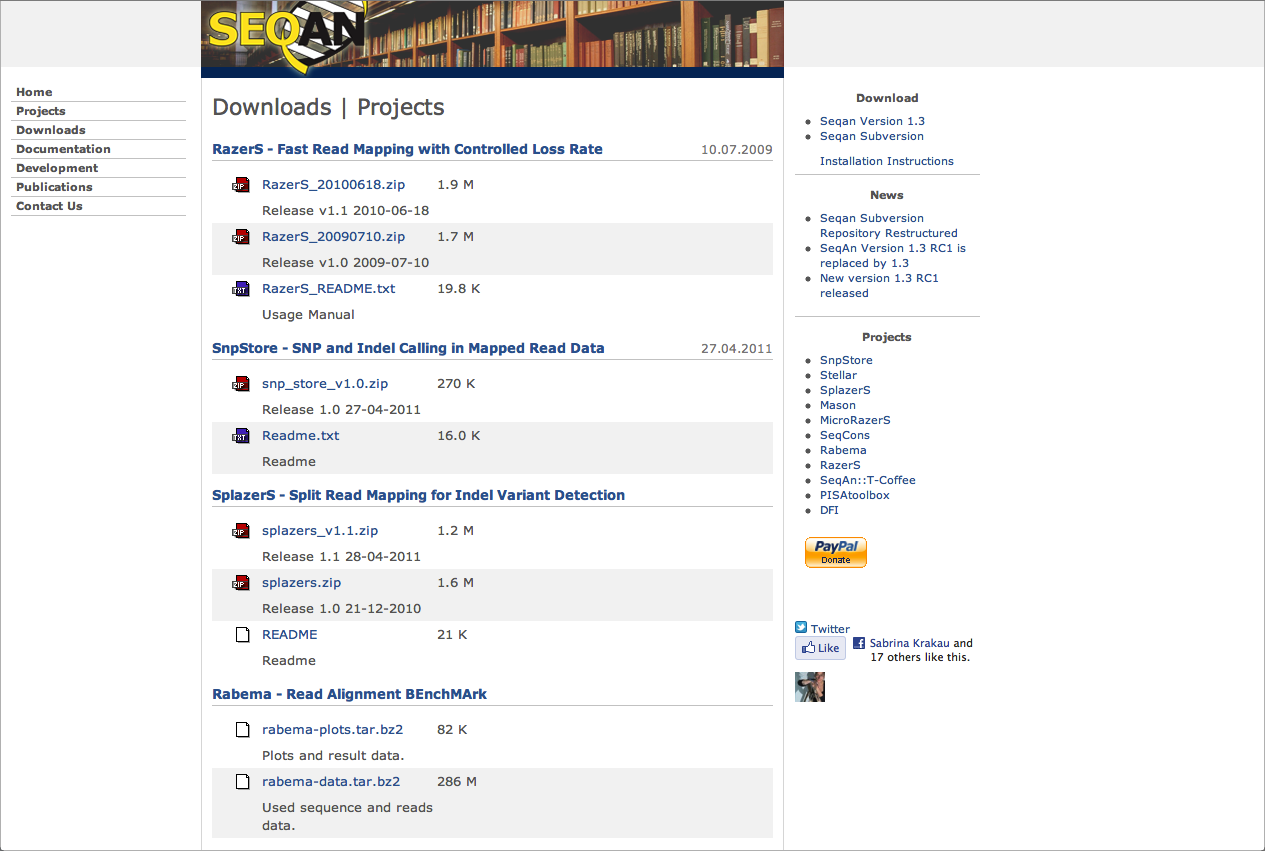 SEQAN
Home
Projects
Downloads
Documentation
Development
Publications
Contact Us
Downloads | Projects
RazerS - Fast Read Mapping with Controlled Loss Rate 10.07.2009
ZIP RazerS_20100618.zip 1.9 M
Release v1.1 2010-06-18
ZIP RazerS_20090710.zip 1.7 M
Release v1.0 2009-07-10
TXT RazerS_README.txt 19.8 K
Usage Manual
SnpStore - SNP and Indel Calling in Mapped Read Data 27.04.2011
ZIP snp_store_v1.0.zip 270 K
Release 1.0 27-04-2011
TXT Readme.txt 16.0 K
Readme
SplazerS - Split Read Mapping for Indel Variant Detection
ZIP splazers_v1.1.zip 1.2 M
Release 1.1 28-04-2011
ZIP splazers.zip 1.6 M
Release 1.0 21-12-2010
README 21 K
Readme
Rabema - Read Alignment BEnchMArk
rabema-plots.tar.bz2 82 K
Plots and result data.
rabema-data.tar.bz2 286 M
Used sequence and reads
data.
Download
Seqan Version 1.3
Seqan Subversion
Installation Instructions
News
Seqan Subversion
Repository Restructured
SeqAn Version 1.3 RC1 is
replaced by 1.3
New version 1.3 RC1
released
Projects
SnpStore
Stellar
SplazerS
Mason
MicroRazerS
SeqCons
Rabema
RazerS
SeqAn::T-Coffee
PISAtoolbox
DFI
PayPal
Donate
Twitter
Like Sabrina Krakau and
17 others like this.